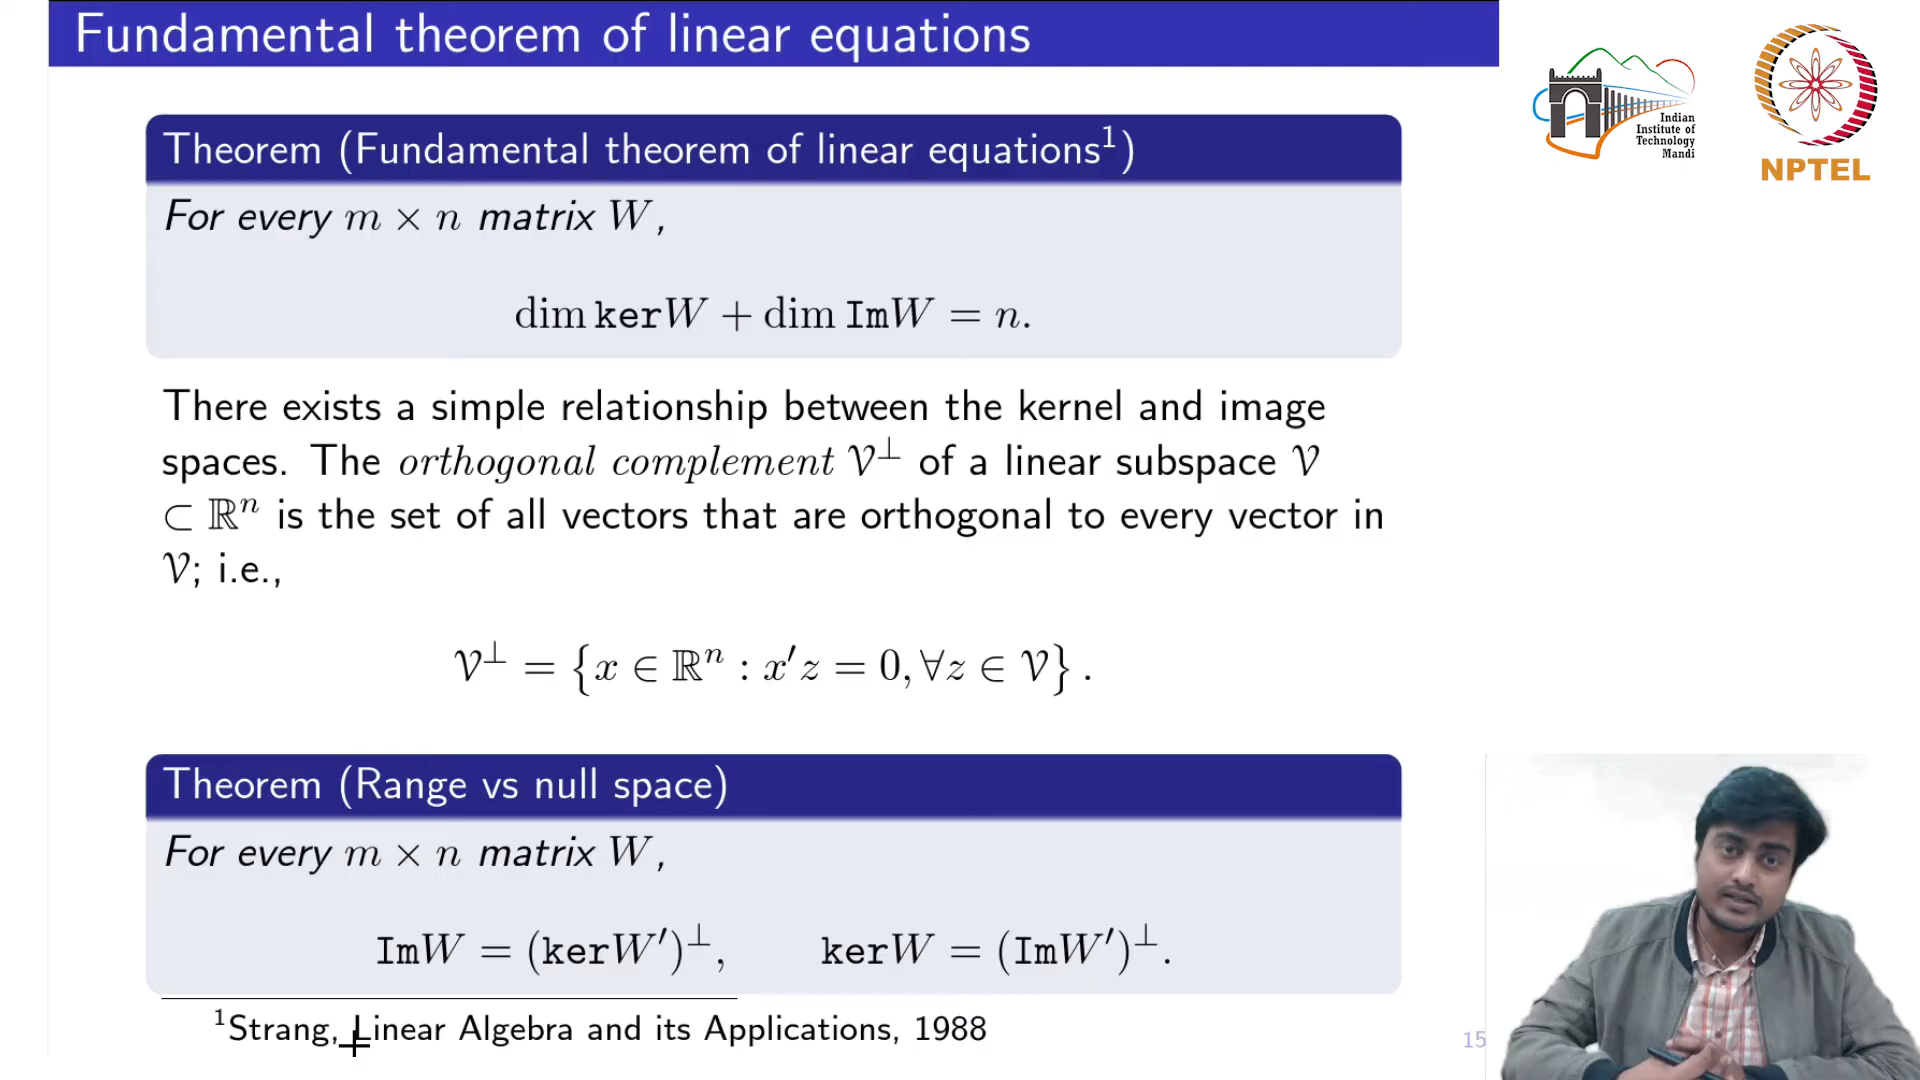 Fundamental theorem of linear equations
Indian
Institute of
Technology
Mandi
NPTEL
Theorem (Fundamental theorem of linear equations¹)
For every m × n matrix W,
dim kerW + dim ImW = n.
There exists a simple relationship between the kernel and image
spaces. The orthogonal complement 𝒱⊥ of a linear subspace 𝒱
⊂ ℝⁿ is the set of all vectors that are orthogonal to every vector in
𝒱; i.e.,
𝒱⊥ = {x ∈ ℝⁿ : x′z = 0, ∀z ∈ 𝒱} .
Theorem (Range vs null space)
For every m × n matrix W,
ImW = (kerW′)⊥, kerW = (ImW′)⊥.
¹Strang, Linear Algebra and its Applications, 1988
15